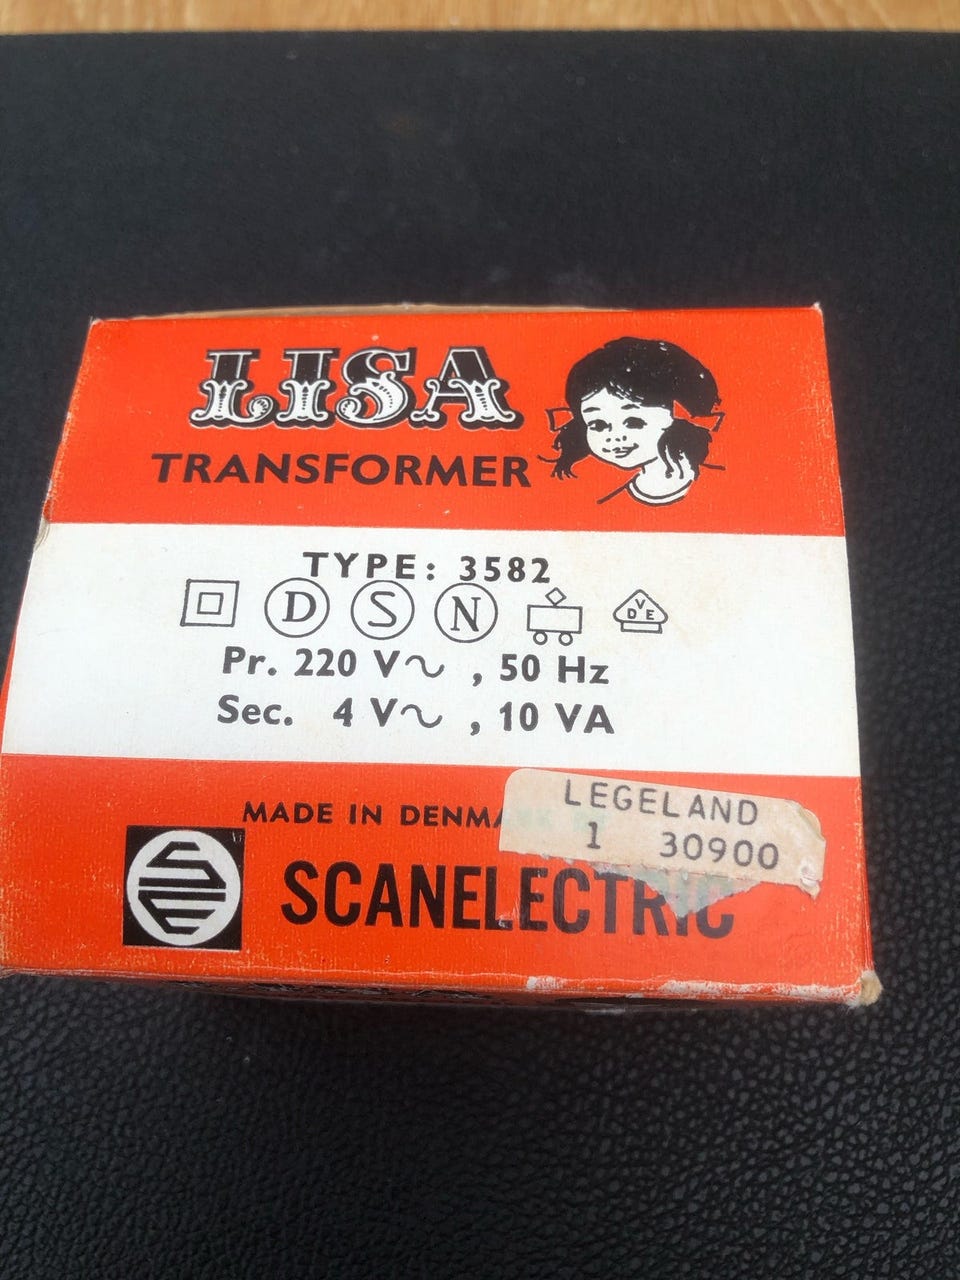 LISA
TRANSFORMER
TYPE: 3582
D S N VDE
Pr. 220 V~ , 50 Hz
Sec. 4 V~ , 10 VA
MADE IN DENMA
LEGELAND
1 30900
SCANELECTRIC